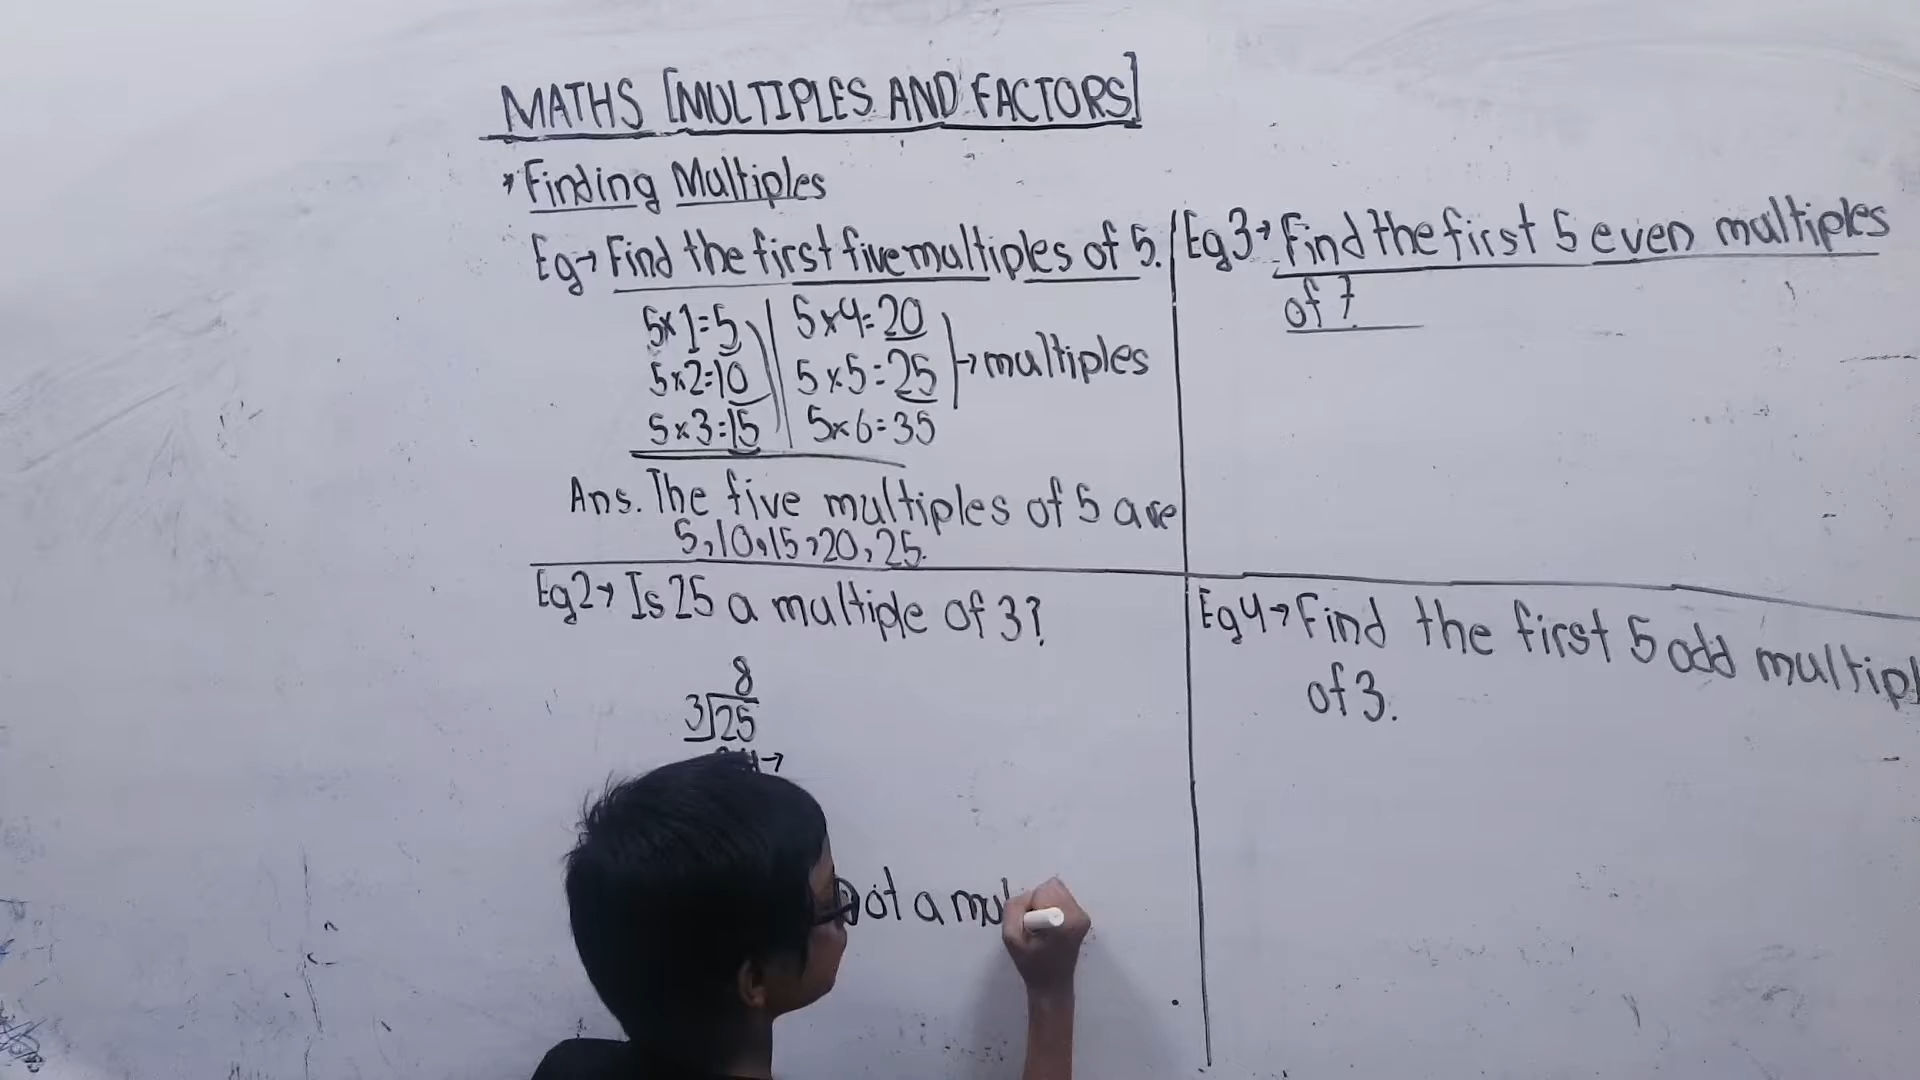 MATHS [MULTIPLES AND FACTORS]
* Finding Multiples
Eg→ Find the first five multiples of 5.
5×1=5
5×2=10
5×3=15
5×4=20
5×5=25
5×6=35
→multiples
Ans. The five multiples of 5 are
5,10,15,20,25.
Eg2→ Is 25 a multiple of 3?
8
3√25
not a mul
Eg3→ Find the first 5 even multiples
of 7.
Eg4→ Find the first 5 odd multipl
of 3.